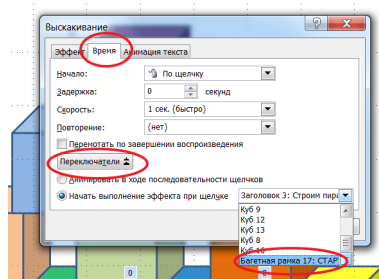 Выскакивание
Эффект Время Анимация текста
Начало: По щелчку
Задержка: 0 секунд
Скорость: 1 сек. (быстро)
Повторение: (нет)
Перемотать по завершении воспроизведения
Переключатели
Анимировать в ходе последовательности щелчков
Начать выполнение эффекта при щелчке Заголовок 3: Строим пир
Куб 9
Куб 12
Куб 13
Куб 8
Куб 16
Багетная рамка 17: СТАР
0
0